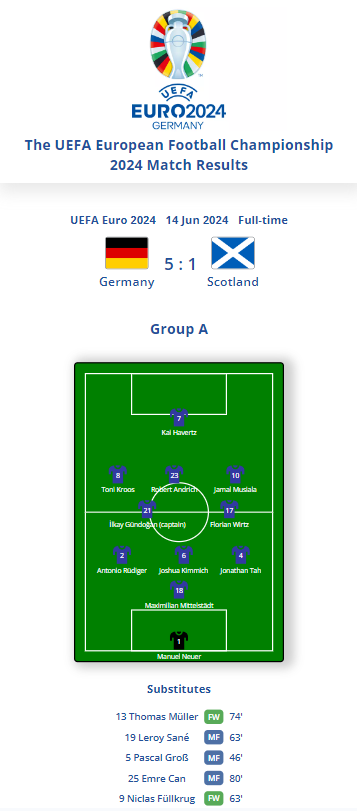 UEFA
EURO2024
GERMANY
The UEFA European Football Championship
2024 Match Results
UEFA Euro 2024 14 Jun 2024 Full-time
5 : 1
Germany Scotland
Group A
7
Kai Havertz
8 23 10
Toni Kroos Robert Andrich Jamal Musiala
21 17
İlkay Gündoğan (captain) Florian Wirtz
2 6 4
Antonio Rüdiger Joshua Kimmich Jonathan Tah
18
Maximilian Mittelstädt
1
Manuel Neuer
Substitutes
13 Thomas Müller FW 74'
19 Leroy Sané MF 63'
5 Pascal Groß MF 46'
25 Emre Can MF 80'
9 Niclas Füllkrug FW 63'